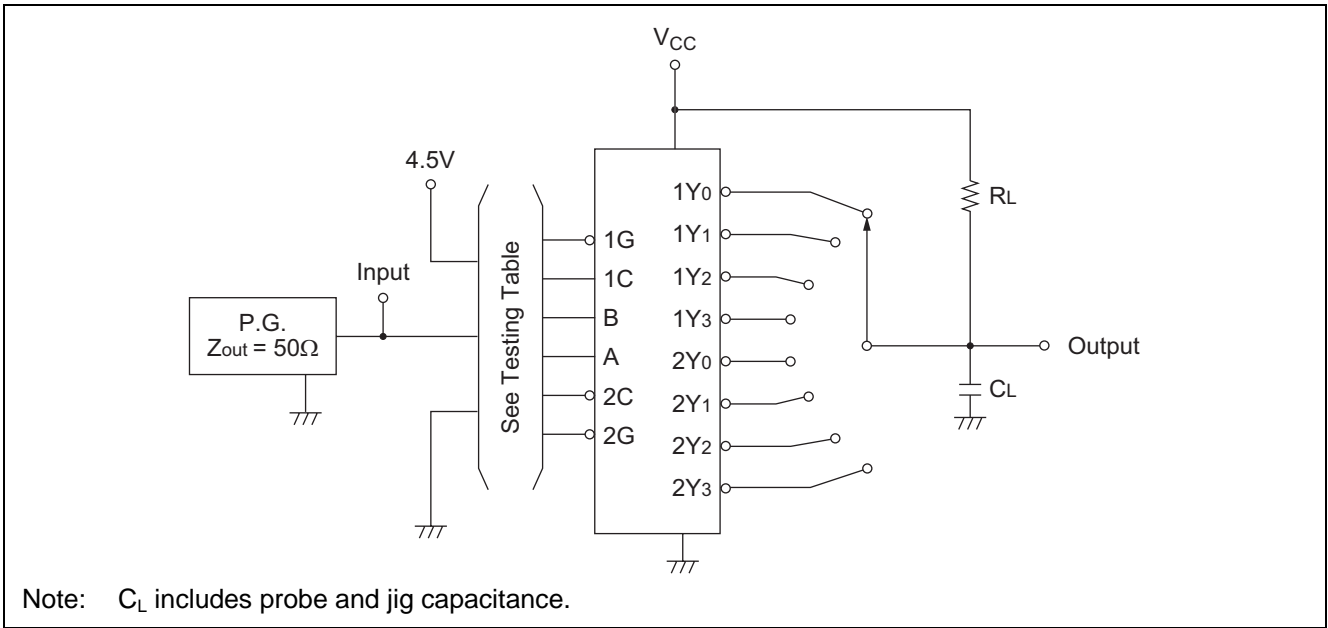 VCC
4.5V
Input
P.G.
Zout = 50Ω
See Testing Table
1G
1C
B
A
2C
2G
1Y0
1Y1
1Y2
1Y3
2Y0
2Y1
2Y2
2Y3
RL
Output
CL
Note: CL includes probe and jig capacitance.